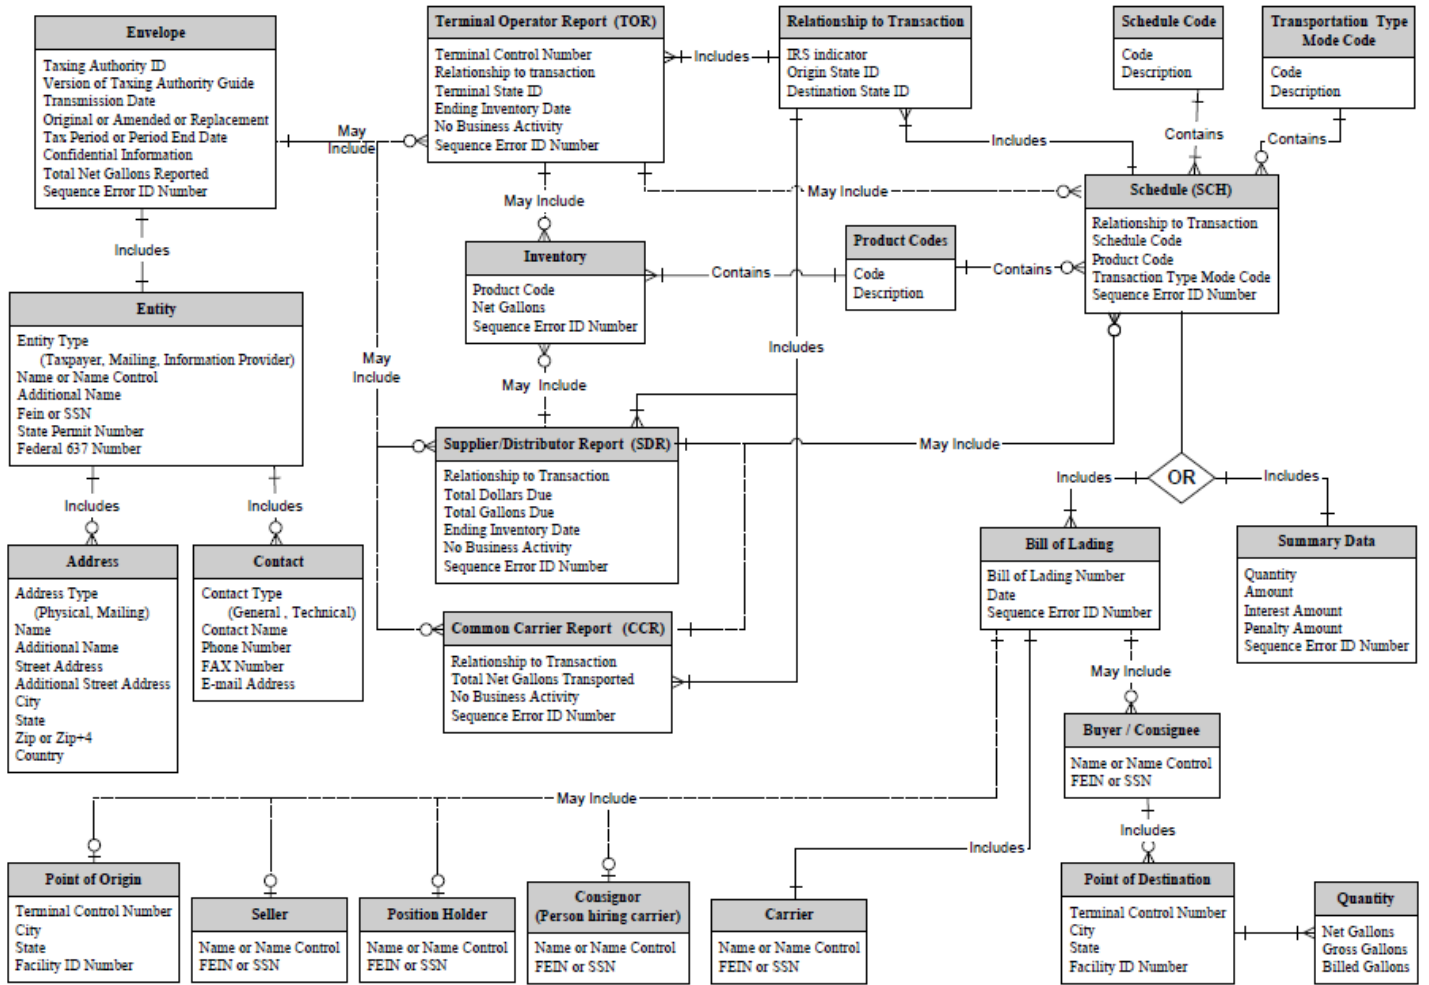 Envelope
Taxing Authority ID
Version of Taxing Authority Guide
Transmission Date
Original or Amended or Replacement
Tax Period or Period End Date
Confidential Information
Total Net Gallons Reported
Sequence Error ID Number
May
Include
Terminal Operator Report (TOR)
Terminal Control Number
Relationship to transaction
Terminal State ID
Ending Inventory Date
No Business Activity
Sequence Error ID Number
Includes
Relationship to Transaction
IRS indicator
Origin State ID
Destination State ID
Includes
Schedule Code
Code
Description
Contains
Transportation Type
Mode Code
Code
Description
Contains
May Include
May Include
Schedule (SCH)
Relationship to Transaction
Schedule Code
Product Code
Transaction Type Mode Code
Sequence Error ID Number
Includes
Inventory
Product Code
Net Gallons
Sequence Error ID Number
Contains
Product Codes
Code
Description
Contains
Entity
Entity Type
(Taxpayer, Mailing, Information Provider)
Name or Name Control
Additional Name
Fein or SSN
State Permit Number
Federal 637 Number
May
Include
May Include
Includes
Supplier/Distributor Report (SDR)
Relationship to Transaction
Total Dollars Due
Total Gallons Due
Ending Inventory Date
No Business Activity
Sequence Error ID Number
May Include
Includes
OR
Includes
Includes
Includes
Address
Address Type
(Physical, Mailing)
Name
Additional Name
Street Address
Additional Street Address
City
State
Zip or Zip+4
Country
Contact
Contact Type
(General , Technical)
Contact Name
Phone Number
FAX Number
E-mail Address
Common Carrier Report (CCR)
Relationship to Transaction
Total Net Gallons Transported
No Business Activity
Sequence Error ID Number
Bill of Lading
Bill of Lading Number
Date
Sequence Error ID Number
Summary Data
Quantity
Amount
Interest Amount
Penalty Amount
Sequence Error ID Number
May Include
Buyer / Consignee
Name or Name Control
FEIN or SSN
May Include
Includes
Includes
Point of Origin
Terminal Control Number
City
State
Facility ID Number
Seller
Name or Name Control
FEIN or SSN
Position Holder
Name or Name Control
FEIN or SSN
Consignor
(Person hiring carrier)
Name or Name Control
FEIN or SSN
Carrier
Name or Name Control
FEIN or SSN
Point of Destination
Terminal Control Number
City
State
Facility ID Number
Quantity
Net Gallons
Gross Gallons
Billed Gallons